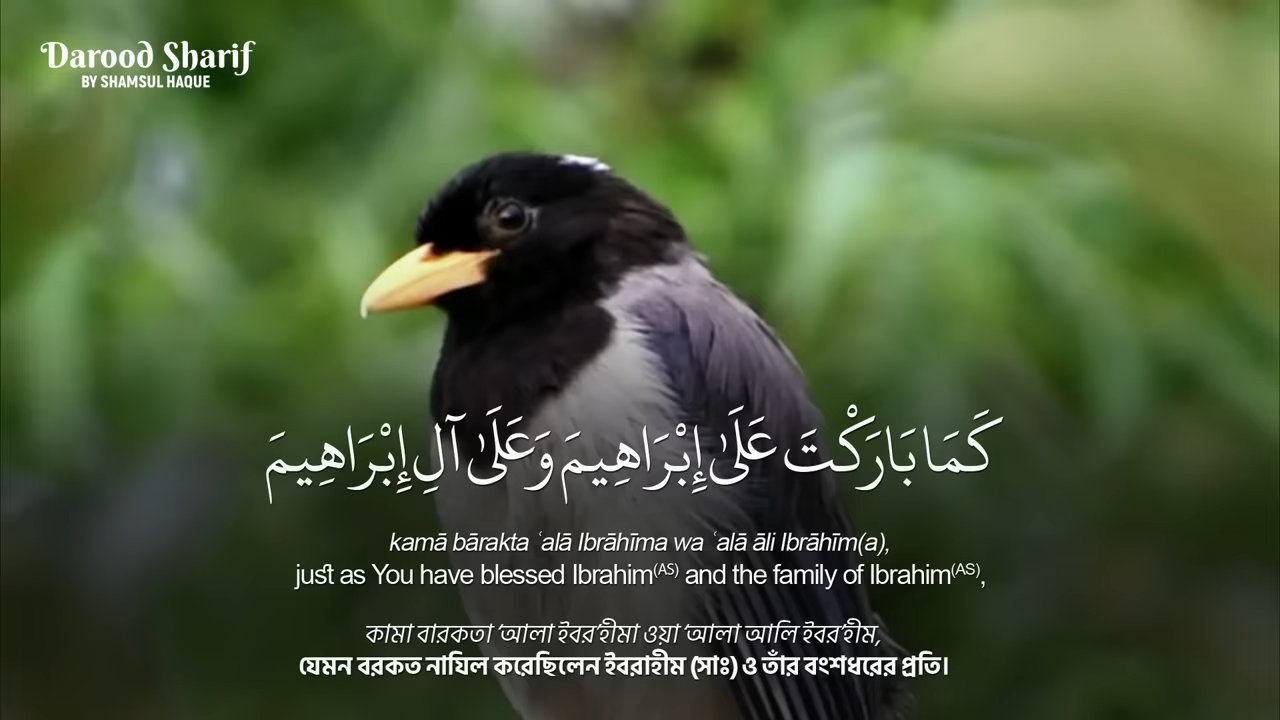 Darood Sharif
BY SHAMSUL HAQUE
كَمَا بَارَكْتَ عَلَىٰ إِبْرَاهِيمَ وَعَلَىٰ آلِ إِبْرَاهِيمَ
kamā bārakta ʿalā Ibrāhīma wa ʿalā āli Ibrāhīm(a),
just as You have blessed Ibrahim(AS) and the family of Ibrahim(AS),
কামা বারকতা ‘আলা ইবর‘হীমা ওয়া ‘আলা আলি ইবর‘হীম,
যেমন বরকত নাযিল করেছিলেন ইবরাহীম (সাঃ) ও তাঁর বংশধরের প্রতি।